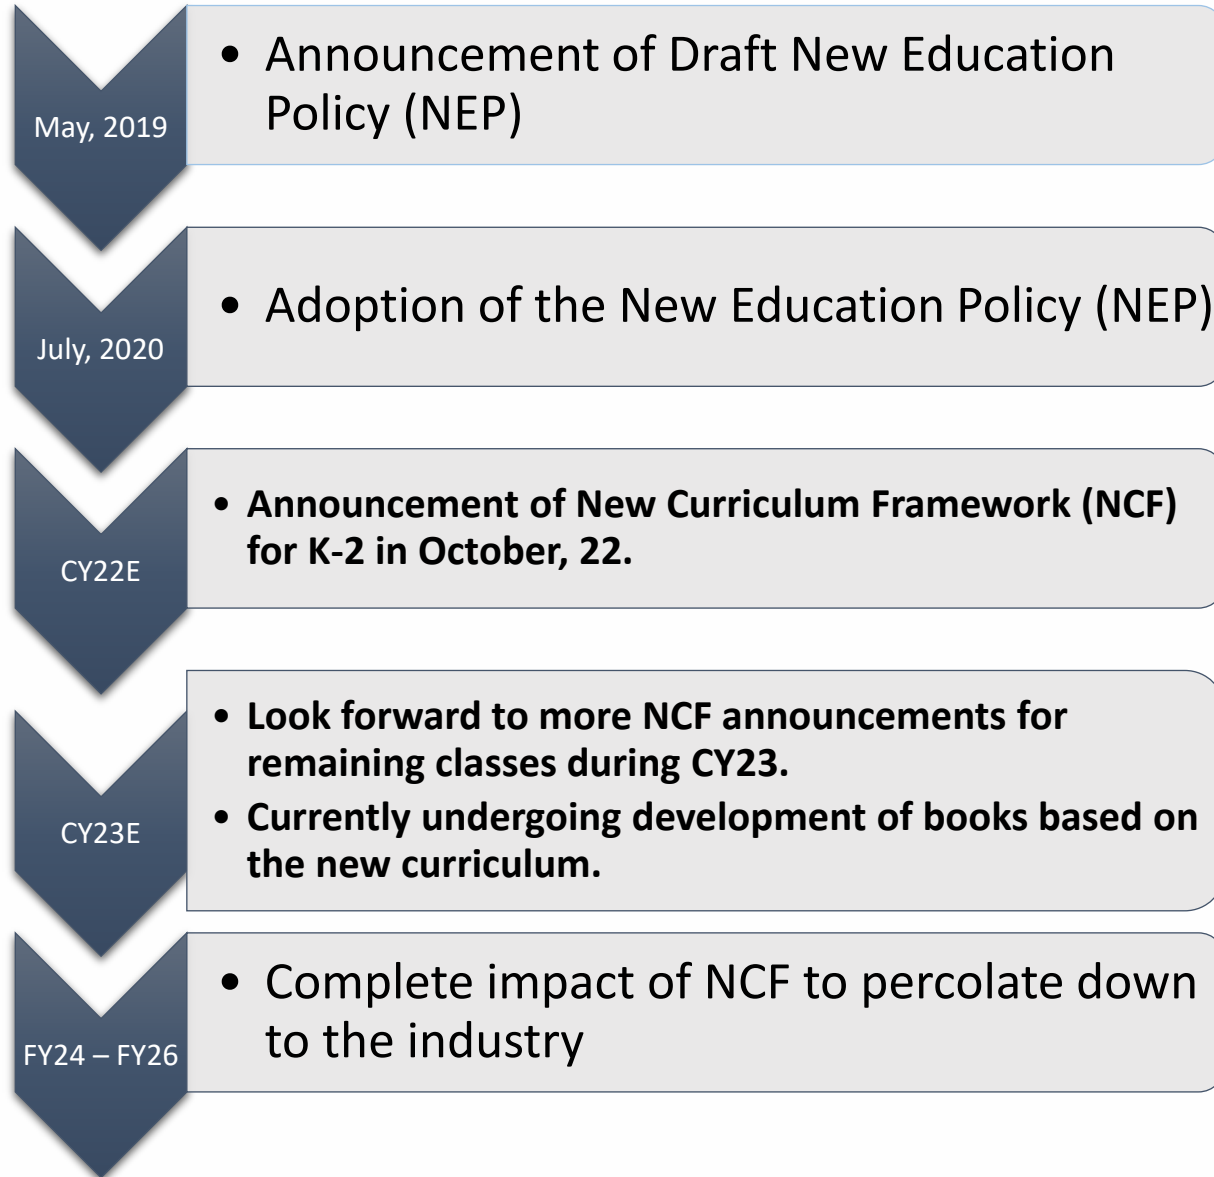 May, 2019
• Announcement of Draft New Education
Policy (NEP)
July, 2020
• Adoption of the New Education Policy (NEP)
CY22E
• Announcement of New Curriculum Framework (NCF)
for K-2 in October, 22.
CY23E
• Look forward to more NCF announcements for
remaining classes during CY23.
• Currently undergoing development of books based on
the new curriculum.
FY24 – FY26
• Complete impact of NCF to percolate down
to the industry